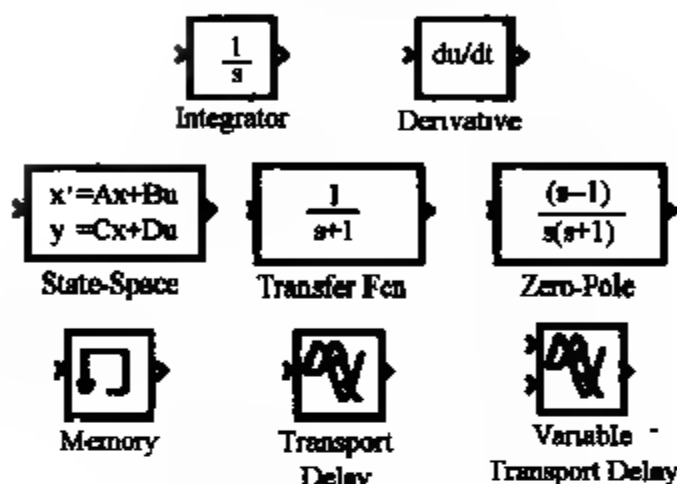 1/s du/dt
Integrator Derivative
x'=Ax+Bu
y =Cx+Du
1
s+1
(s-1)
s(s+1)
State-Space Transfer Fcn Zero-Pole
Memory Transport Delay Variable Transport Delay